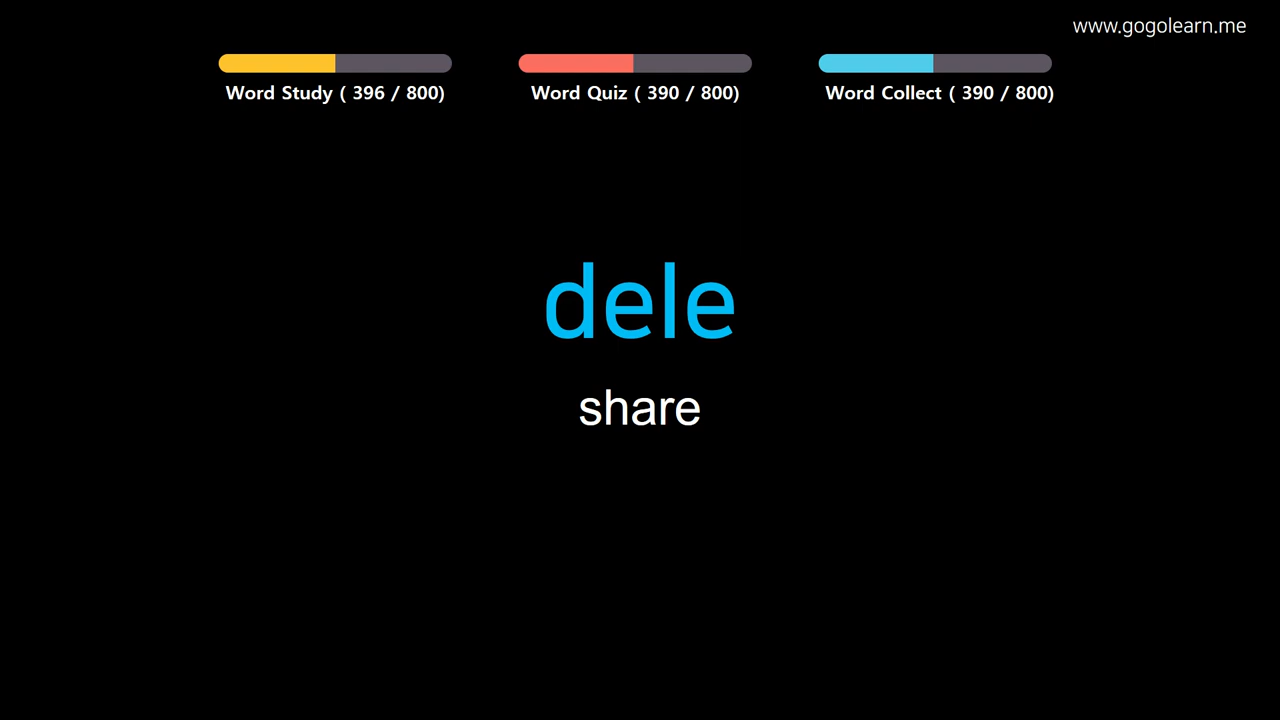 www.gogolearn.me
Word Study ( 396 / 800)
Word Quiz ( 390 / 800)
Word Collect ( 390 / 800)
dele
share